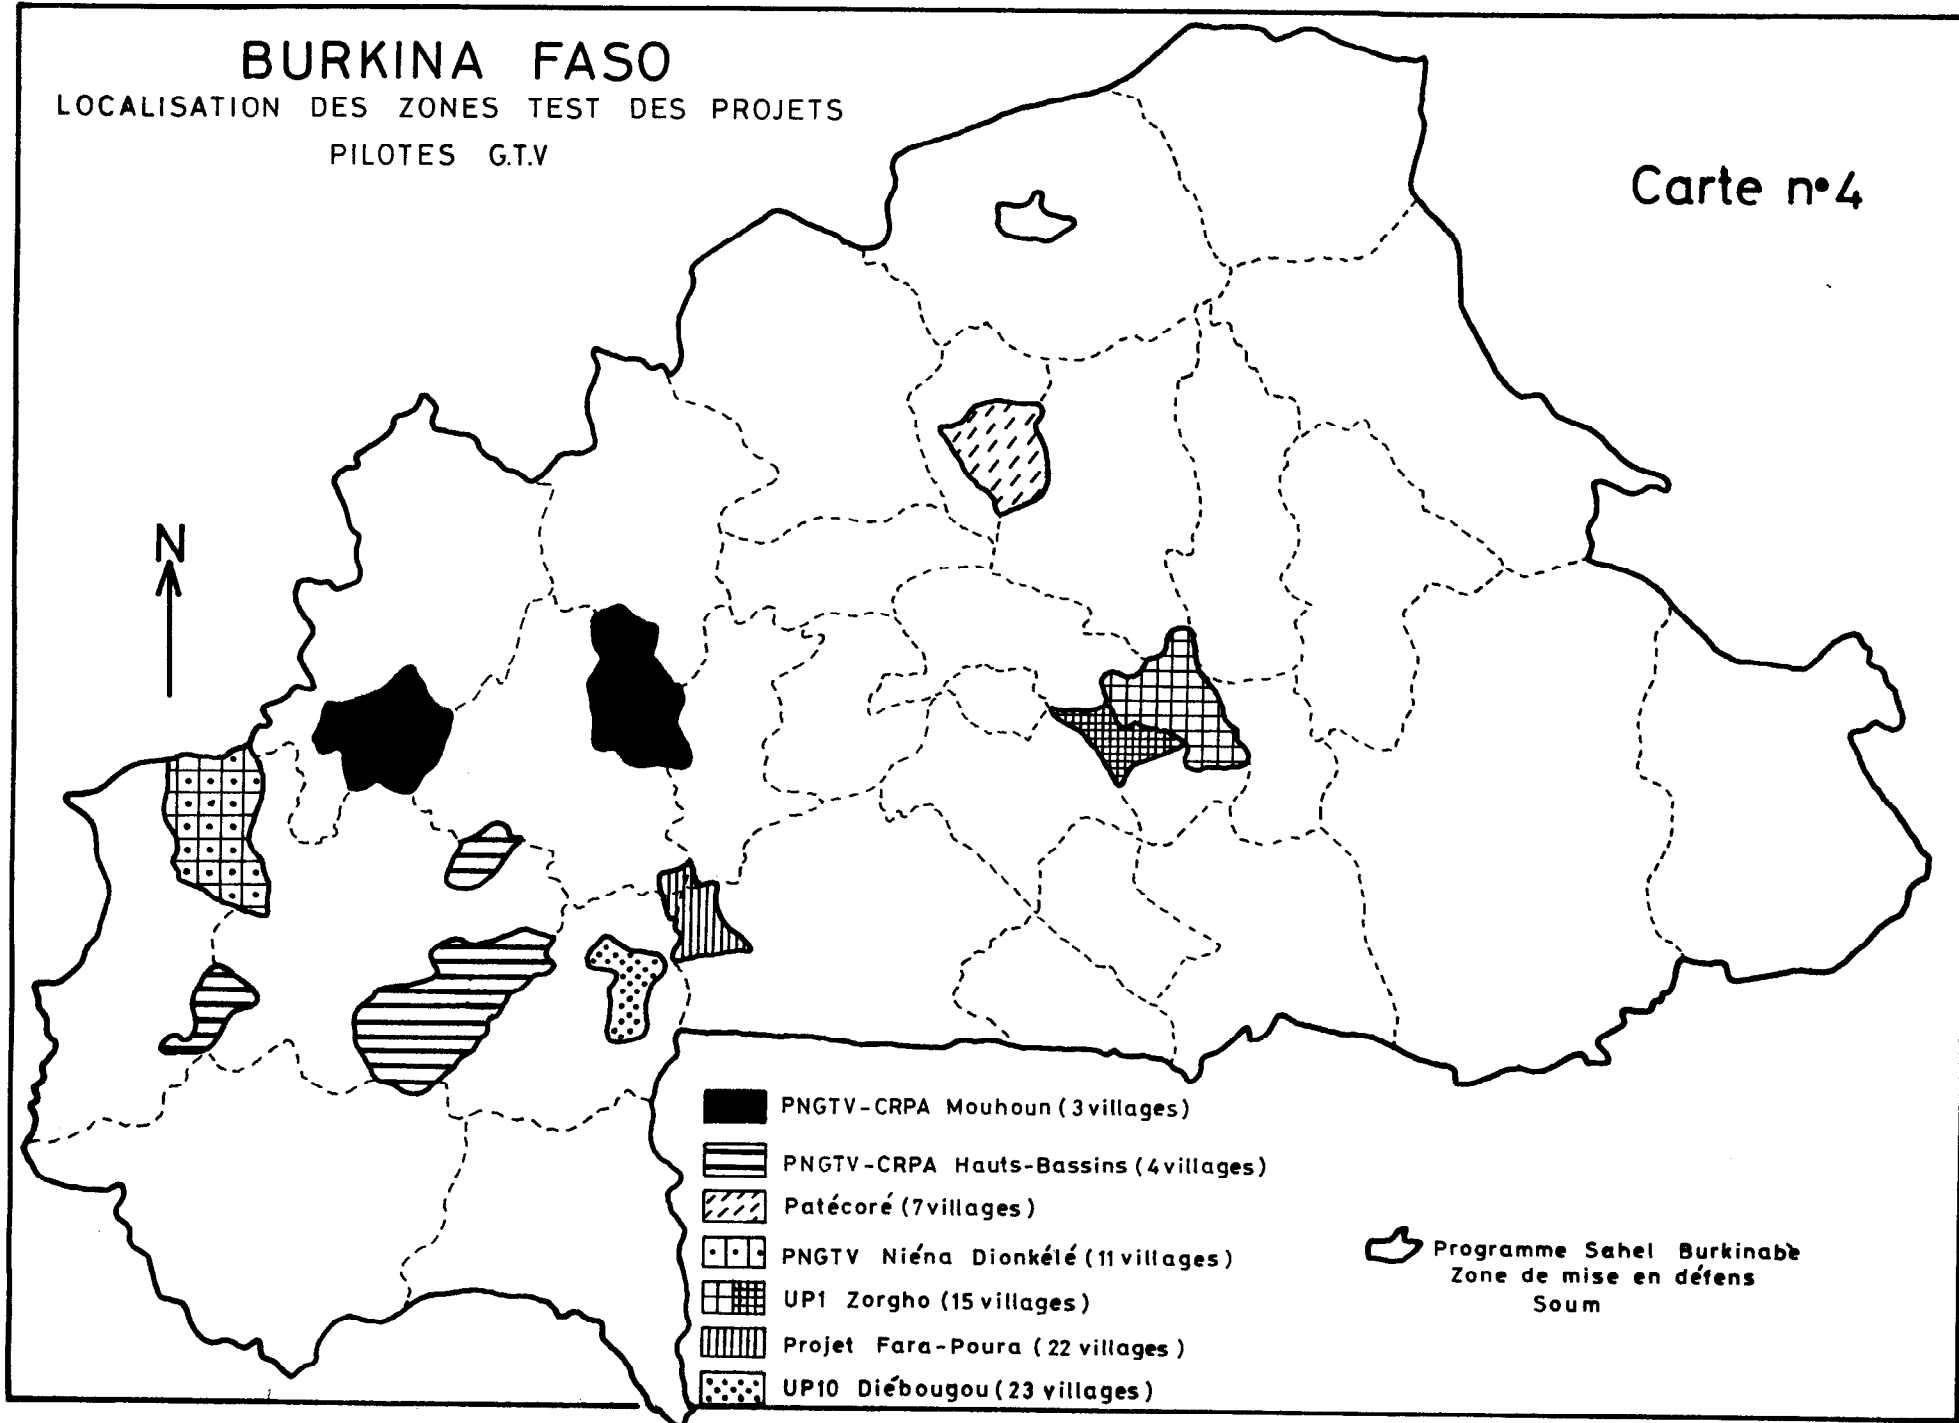 BURKINA FASO
LOCALISATION DES ZONES TEST DES PROJETS
PILOTES G.T.V
Carte n°4
N
PNGTV-CRPA Mouhoun (3 villages)
PNGTV-CRPA Hauts-Bassins (4 villages)
Patécoré (7 villages)
PNGTV Niéna Dionkélé (11 villages)
UP1 Zorgho (15 villages)
Projet Fara-Poura (22 villages)
UP10 Diébougou (23 villages)
Programme Sahel Burkinabè
Zone de mise en défens
Soum